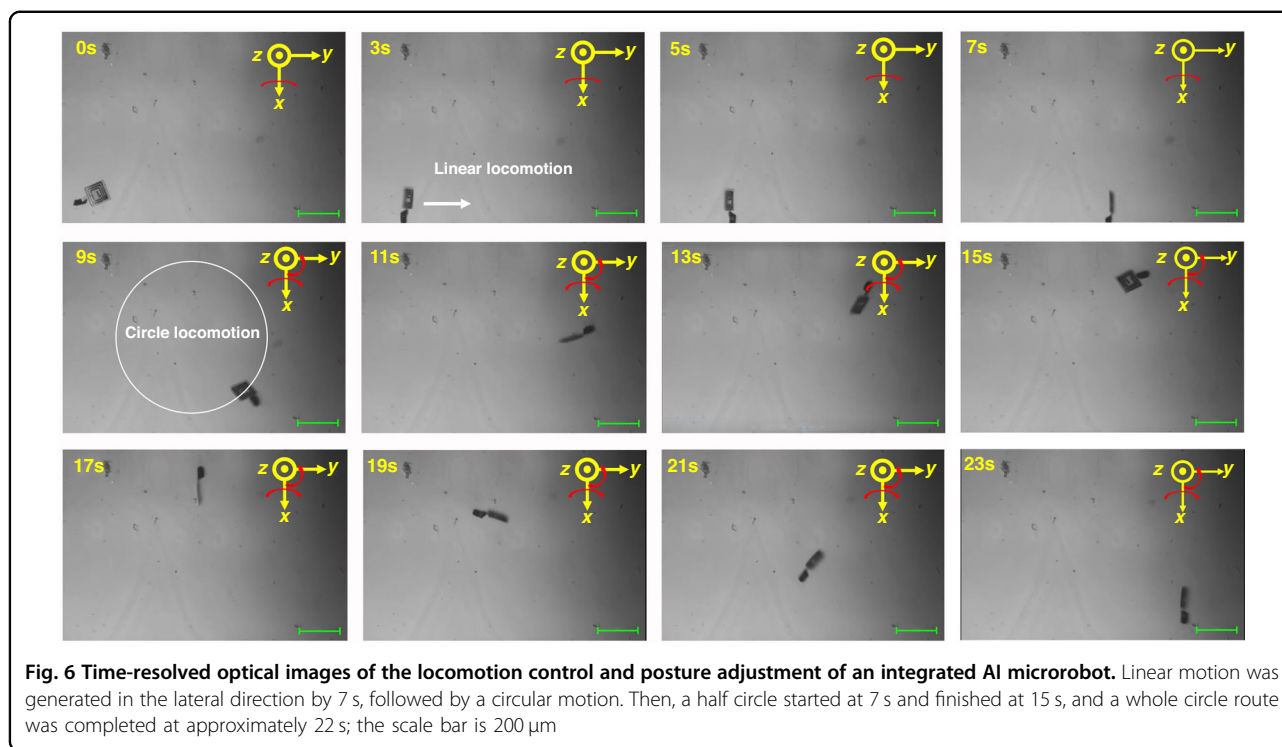 0s
z
y
x
3s
z
y
x
Linear locomotion
5s
z
y
x
7s
z
y
x
9s
z
y
x
Circle locomotion
11s
z
y
x
13s
z
y
x
15s
z
y
x
17s
z
y
x
19s
z
y
x
21s
z
y
x
23s
z
y
x
Fig. 6 Time-resolved optical images of the locomotion control and posture adjustment of an integrated AI microrobot. Linear motion was
generated in the lateral direction by 7 s, followed by a circular motion. Then, a half circle started at 7 s and finished at 15 s, and a whole circle route
was completed at approximately 22 s; the scale bar is 200 μm